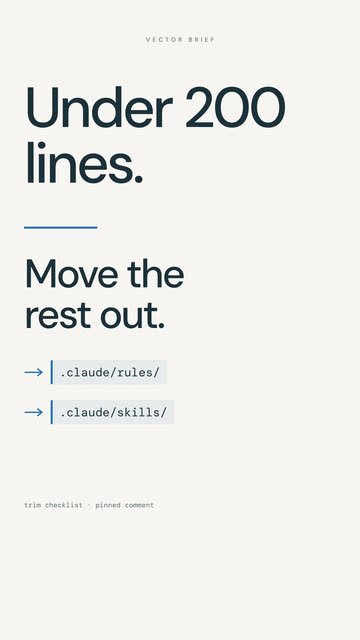 VECTOR BRIEF
Under 200
lines.
Move the
rest out.
→ .claude/rules/
→ .claude/skills/
trim checklist · pinned comment